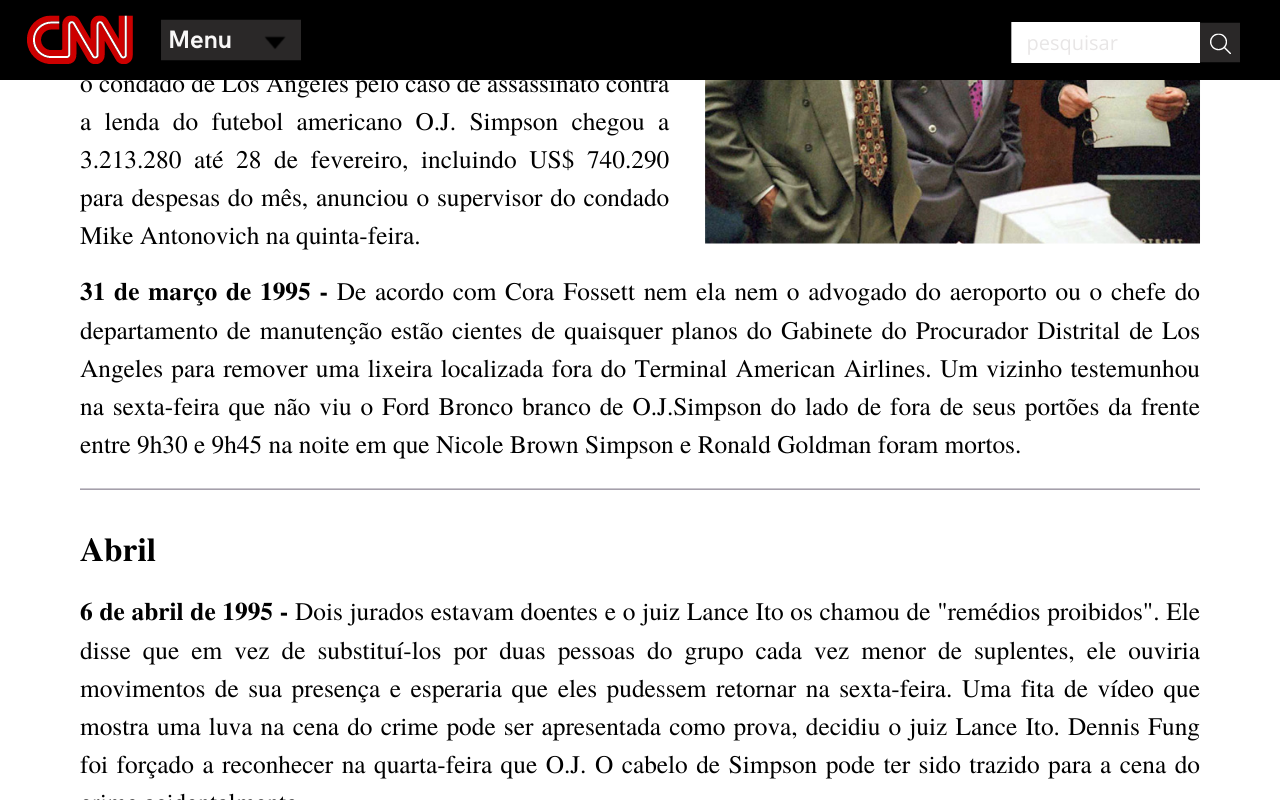 CNN
Menu
pesquisar
o condado de Los Angeles pelo caso de assassinato contra
a lenda do futebol americano O.J. Simpson chegou a
3.213.280 até 28 de fevereiro, incluindo US$ 740.290
para despesas do mês, anunciou o supervisor do condado
Mike Antonovich na quinta-feira.
31 de março de 1995 - De acordo com Cora Fossett nem ela nem o advogado do aeroporto ou o chefe do
departamento de manutenção estão cientes de quaisquer planos do Gabinete do Procurador Distrital de Los
Angeles para remover uma lixeira localizada fora do Terminal American Airlines. Um vizinho testemunhou
na sexta-feira que não viu o Ford Bronco branco de O.J.Simpson do lado de fora de seus portões da frente
entre 9h30 e 9h45 na noite em que Nicole Brown Simpson e Ronald Goldman foram mortos.
Abril
6 de abril de 1995 - Dois jurados estavam doentes e o juiz Lance Ito os chamou de "remédios proibidos". Ele
disse que em vez de substituí-los por duas pessoas do grupo cada vez menor de suplentes, ele ouviria
movimentos de sua presença e esperaria que eles pudessem retornar na sexta-feira. Uma fita de vídeo que
mostra uma luva na cena do crime pode ser apresentada como prova, decidiu o juiz Lance Ito. Dennis Fung
foi forçado a reconhecer na quarta-feira que O.J. O cabelo de Simpson pode ter sido trazido para a cena do